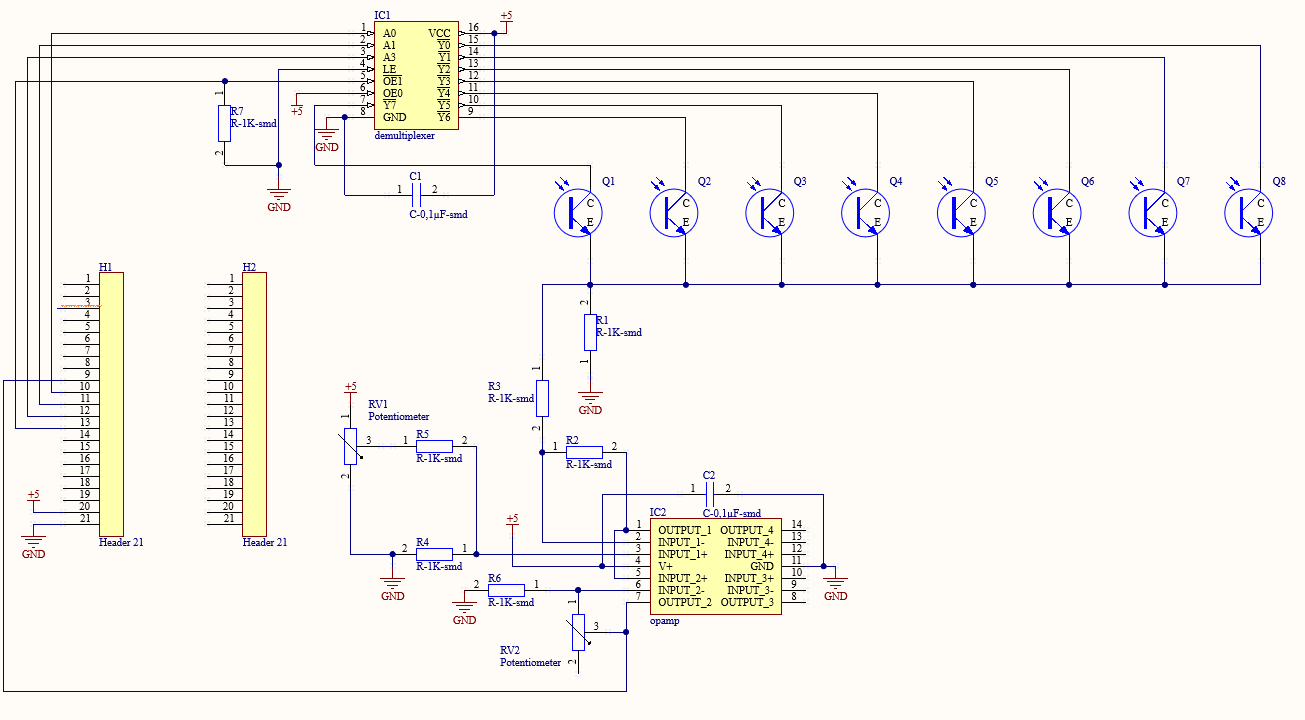 IC1
+5
1 A0 VCC 16
2 A1 Y0 15
3 A3 Y1 14
4 LE Y2 13
5 OE1 Y3 12
6 OE0 Y4 11
7 Y7 Y5 10
8 GND Y6 9
demultiplexer
+5
GND
1
R7
R-1K-smd
2
GND
C1
1 2
C-0,1µF-smd
Q1 Q2 Q3 Q4 Q5 Q6 Q7 Q8
C C C C C C C C
E E E E E E E E
H1 H2
1 1
2 2
3 3
4 4
5 5
6 6
7 7
8 8
9 9
10 10
11 11
12 12
13 13
14 14
15 15
16 16
17 17
18 18
19 19
20 20
21 21
Header 21 Header 21
+5
GND
2
R1
R-1K-smd
1
GND
1
R3
R-1K-smd
2
+5
RV1
Potentiometer
1
3
2
R5
1 2
R-1K-smd
R2
1 2
R-1K-smd
C2
1 2
C-0,1µF-smd
R4
2 1
R-1K-smd
GND
+5
IC2
1 OUTPUT_1 OUTPUT_4 14
2 INPUT_1- INPUT_4- 13
3 INPUT_1+ INPUT_4+ 12
4 V+ GND 11
5 INPUT_2+ INPUT_3+ 10
6 INPUT_2- INPUT_3- 9
7 OUTPUT_2 OUTPUT_3 8
opamp
GND
R6
2 1
R-1K-smd
GND
1
3
2
RV2
Potentiometer